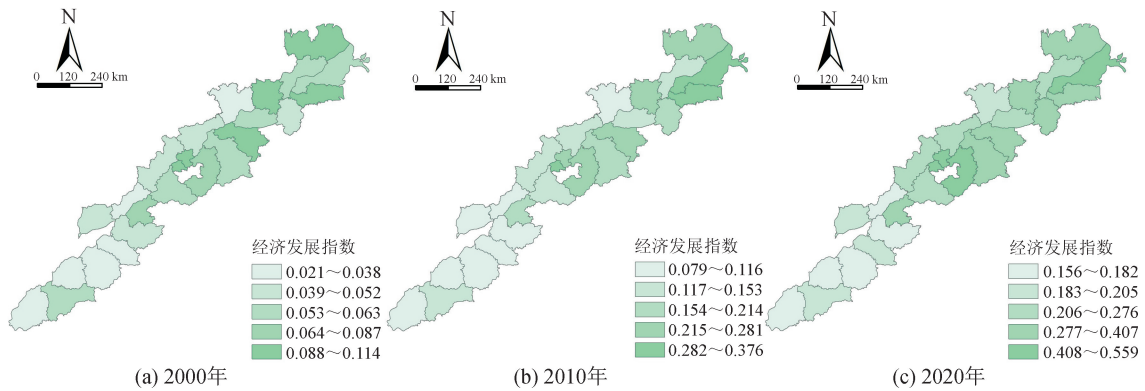 N
0 120 240 km
经济发展指数
0.021～0.038
0.039～0.052
0.053～0.063
0.064～0.087
0.088～0.114
(a) 2000年
N
0 120 240 km
经济发展指数
0.079～0.116
0.117～0.153
0.154～0.214
0.215～0.281
0.282～0.376
(b) 2010年
N
0 120 240 km
经济发展指数
0.156～0.182
0.183～0.205
0.206～0.276
0.277～0.407
0.408～0.559
(c) 2020年